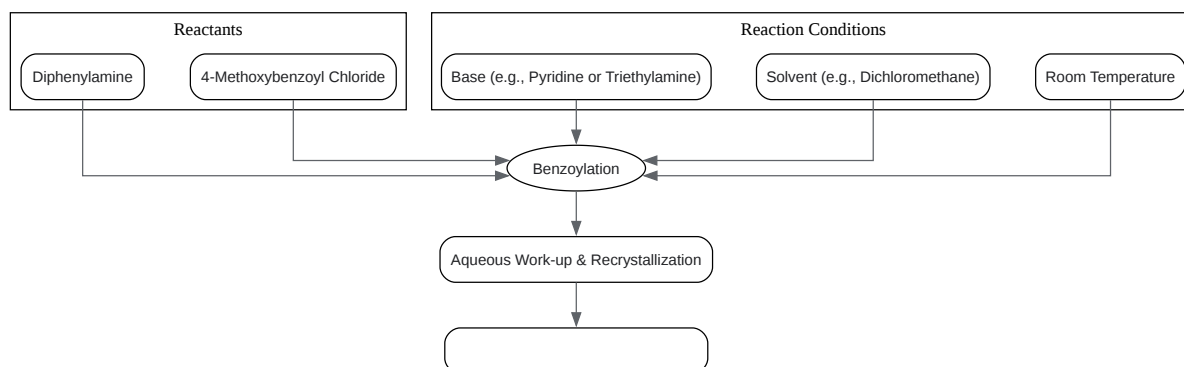 Reactants
Reaction Conditions
Diphenylamine
4-Methoxybenzoyl Chloride
Base (e.g., Pyridine or Triethylamine)
Solvent (e.g., Dichloromethane)
Room Temperature
Benzoylation
Aqueous Work-up & Recrystallization